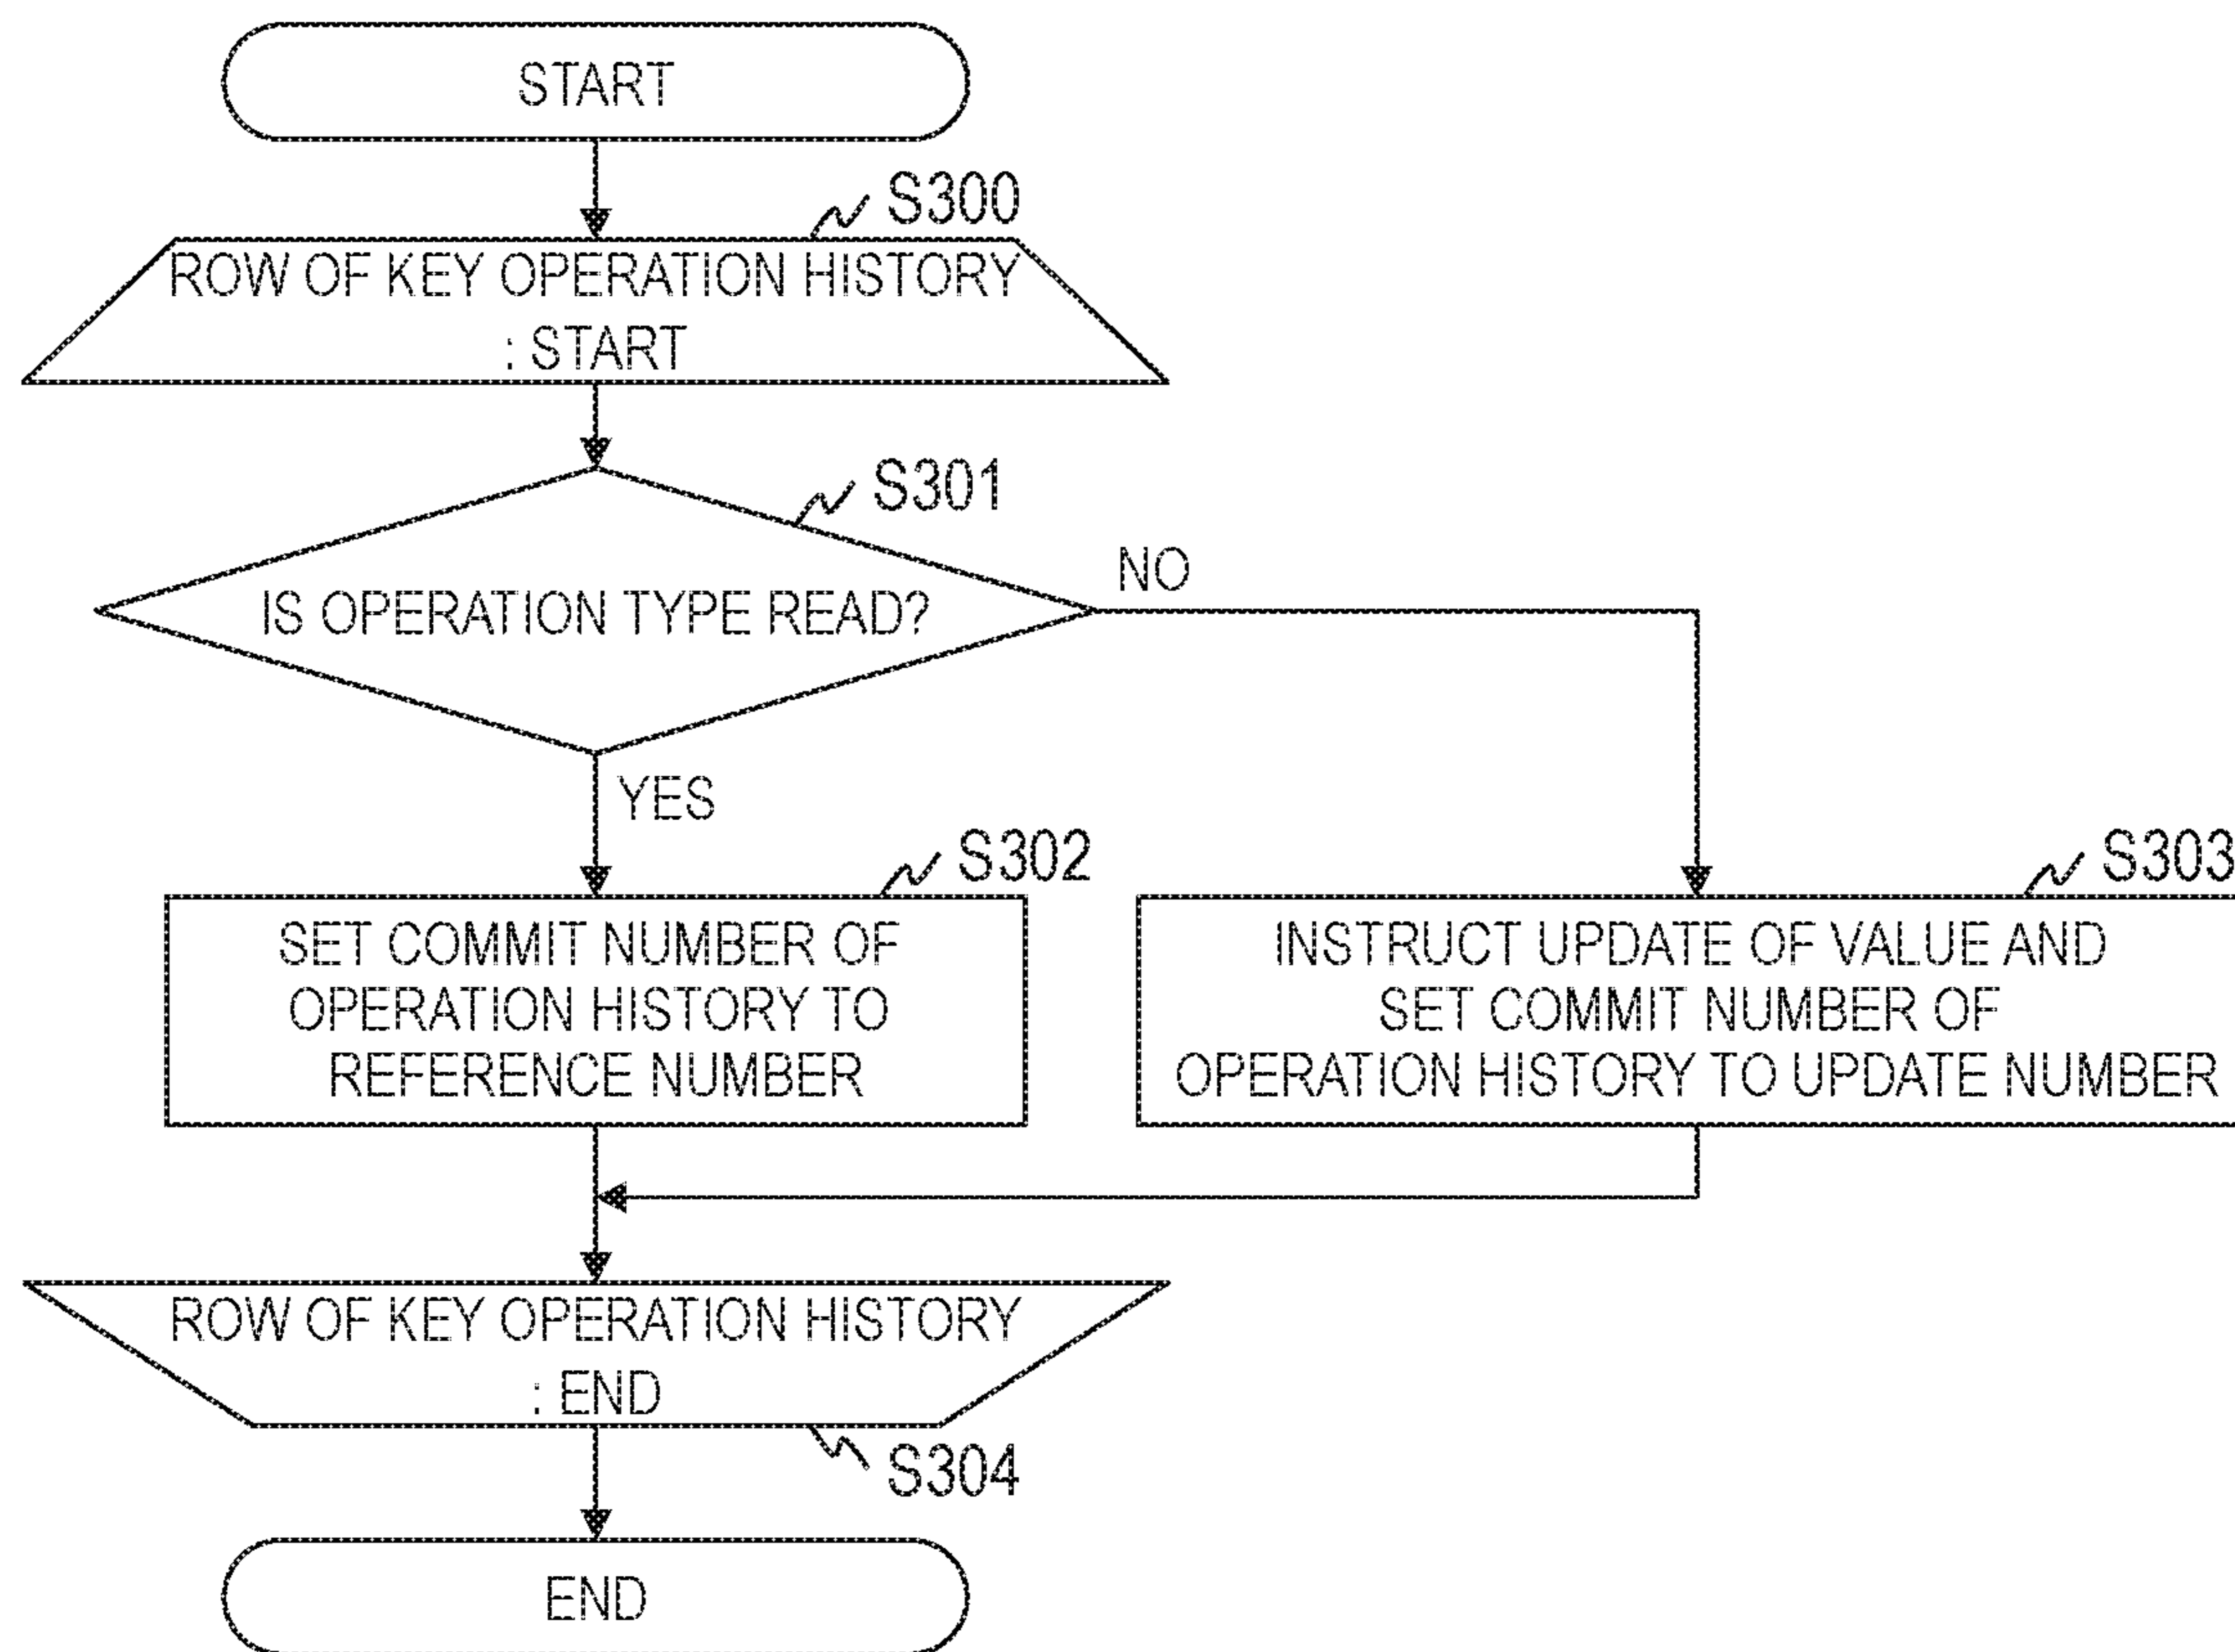 START
S300
ROW OF KEY OPERATION HISTORY
: START
S301
IS OPERATION TYPE READ?
NO
YES
S302
SET COMMIT NUMBER OF
OPERATION HISTORY TO
REFERENCE NUMBER
S303
INSTRUCT UPDATE OF VALUE AND
SET COMMIT NUMBER OF
OPERATION HISTORY TO UPDATE NUMBER
ROW OF KEY OPERATION HISTORY
: END
S304
END